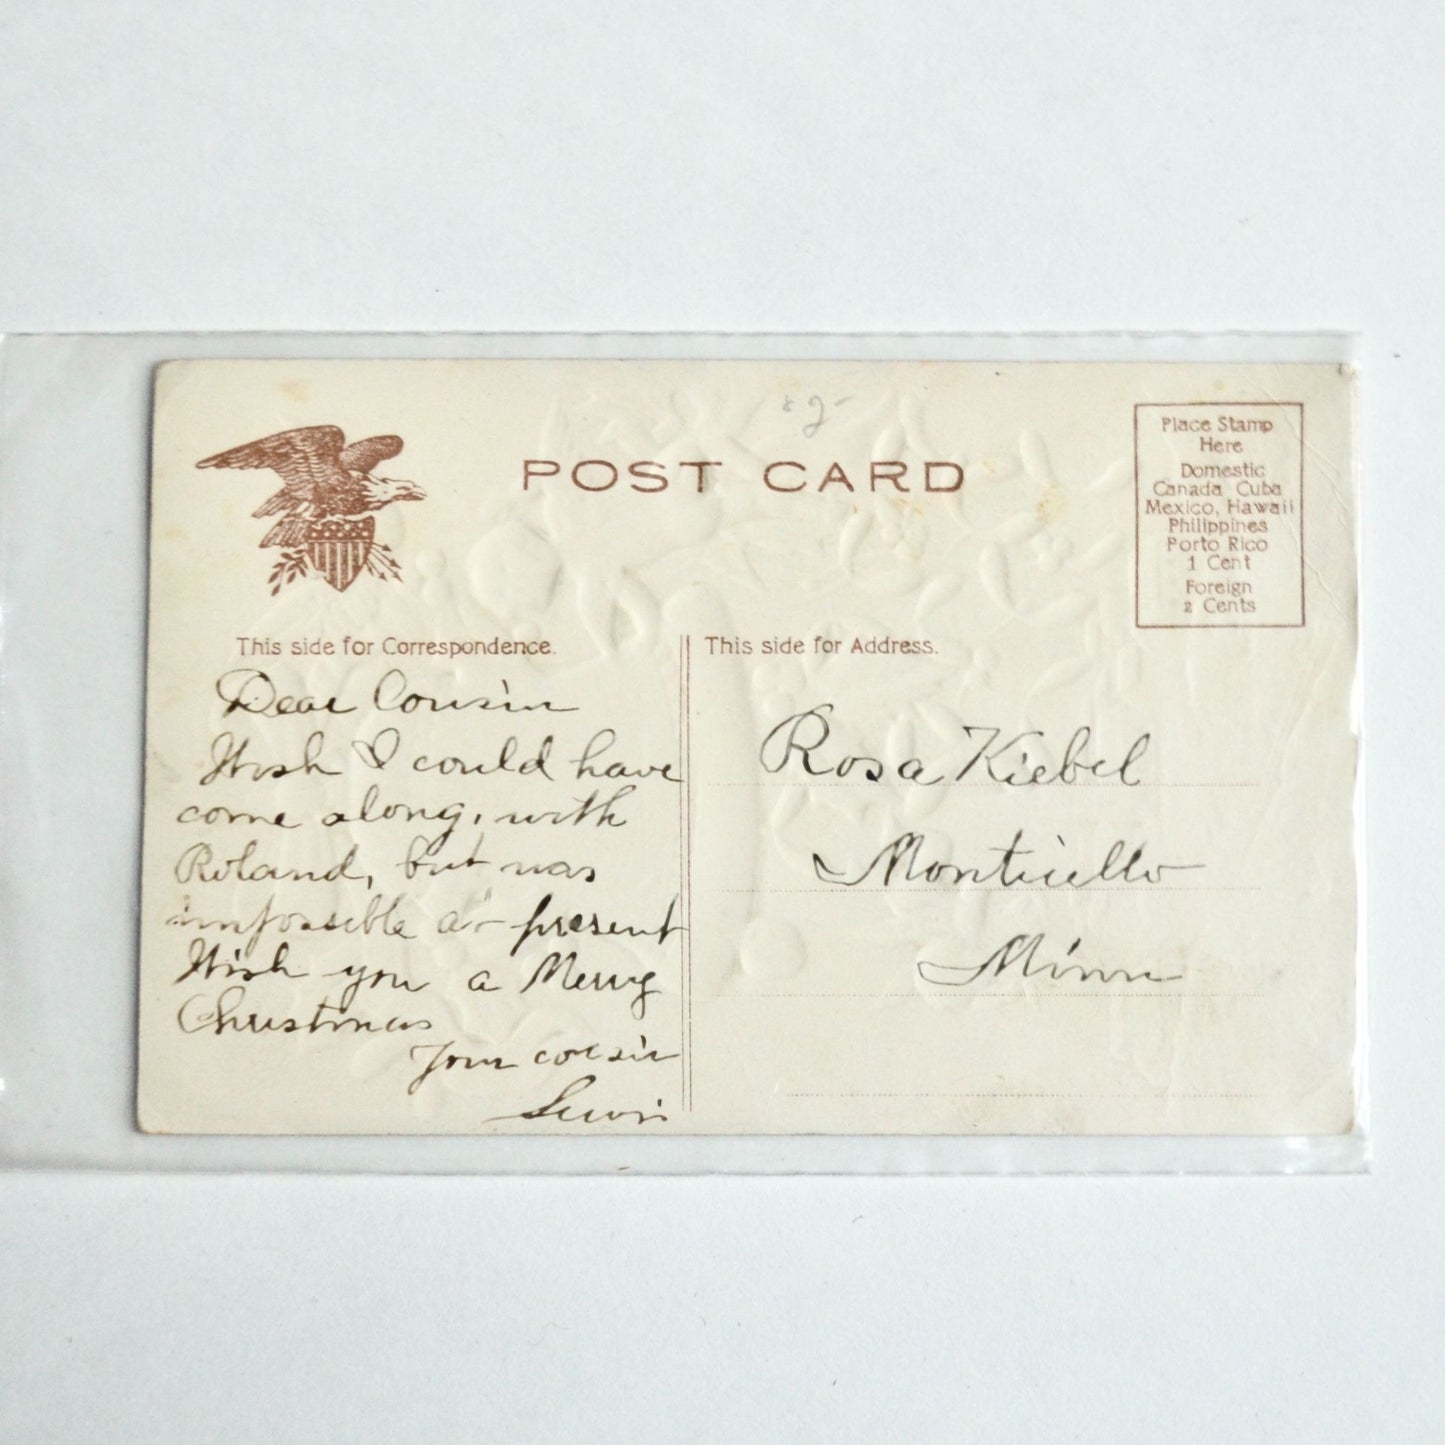 POST CARD
Place Stamp
Here
Domestic
Canada Cuba
Mexico, Hawaii
Philippines
Porto Rico
1 Cent
Foreign
2 Cents
This side for Correspondence.
Dear Cousin
Wish I could have
come along, with
Roland, but was
impossible at present
Wish you a Merry
Christmas
Your cousin
Lewis
This side for Address.
Rosa Kiebel
Monticello
Minn